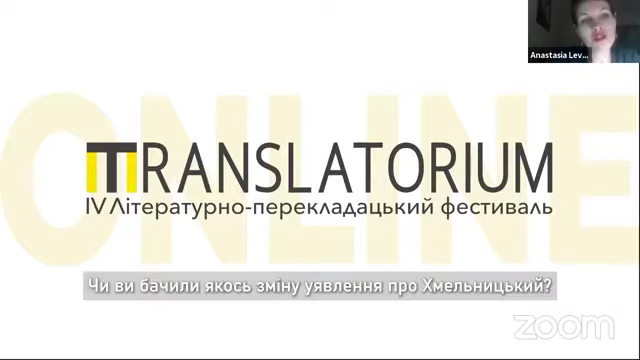 Anastasia Lev...
ONLINE
TRANSLATORIUM
IV Літературно-перекладацький фестиваль
Чи ви бачили якось зміну уявлення про Хмельницький?
zoom